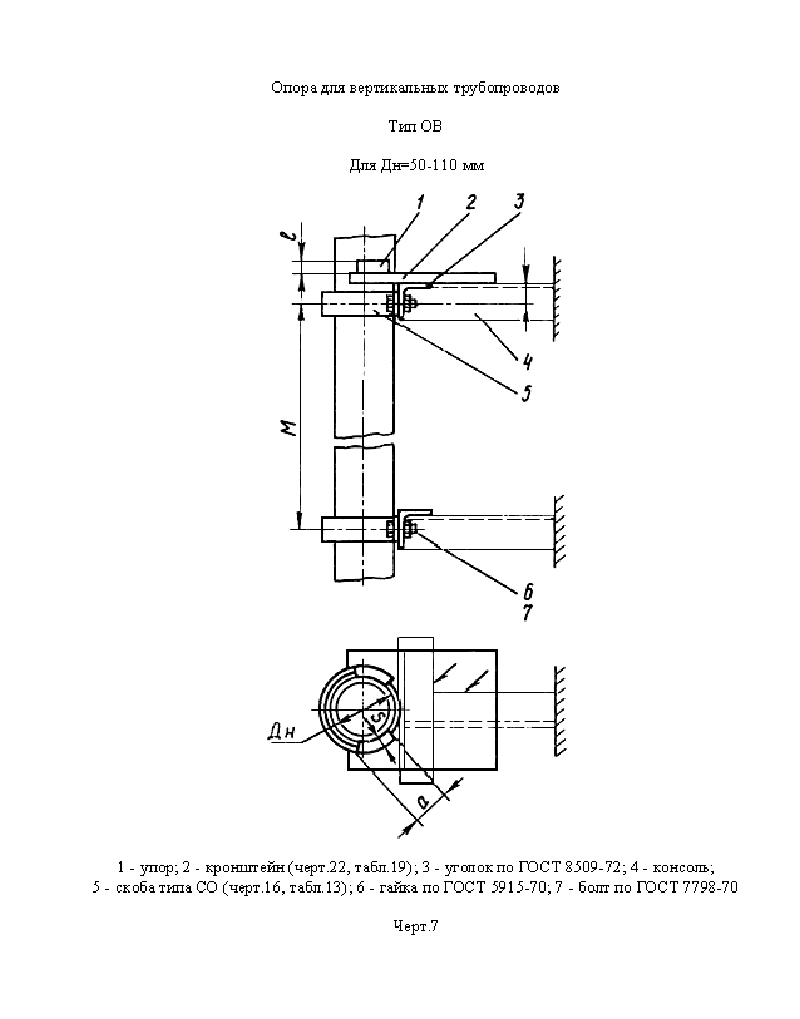 Опора для вертикальных трубопроводов
Тип ОВ
Для Дн=50-110 мм
1 2 3
ℓ
4
5
М
6
7
Дн
S
a
1 - упор; 2 - кронштейн (черт.22, табл.19); 3 - уголок по ГОСТ 8509-72; 4 - консоль;
5 - скоба типа СО (черт.16, табл.13); 6 - гайка по ГОСТ 5915-70; 7 - болт по ГОСТ 7798-70
Черт.7